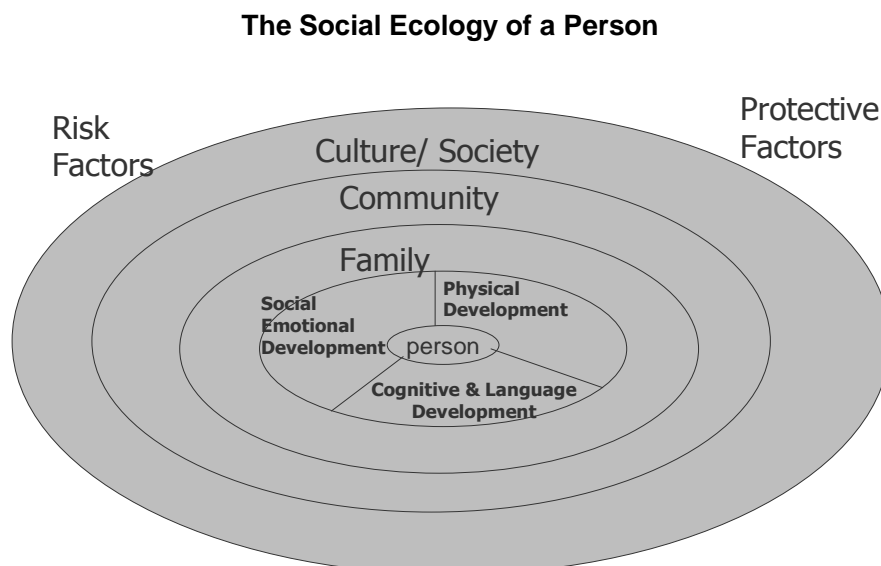 The Social Ecology of a Person
Risk
Factors
Protective
Factors
Culture/ Society
Community
Family
Social
Emotional
Development
Physical
Development
person
Cognitive & Language
Development